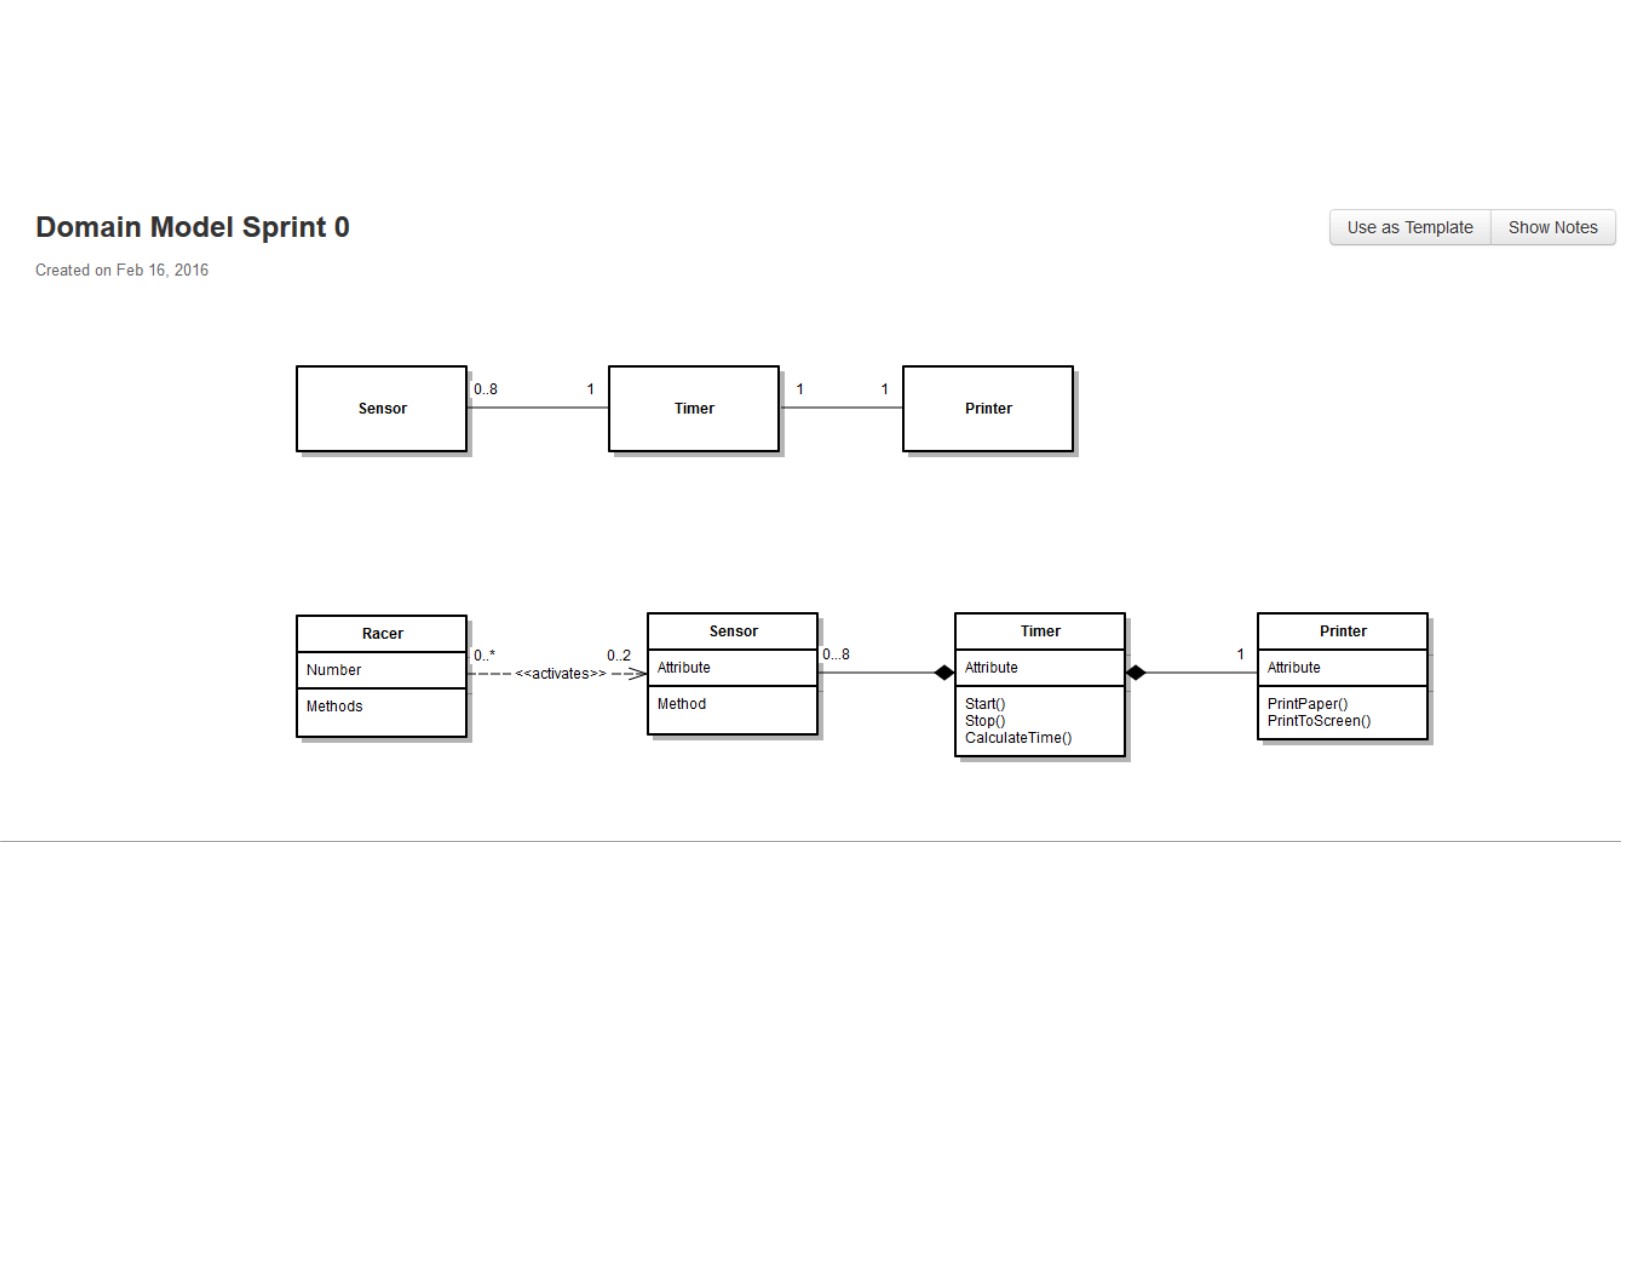 Domain Model Sprint 0
Use as Template
Show Notes
Created on Feb 16, 2016
Sensor
0..8
1
Timer
1
1
Printer
Racer
Number
Methods
0..*
<<activates>>
0..2
Sensor
Attribute
Method
0...8
Timer
Attribute
Start()
Stop()
CalculateTime()
1
Printer
Attribute
PrintPaper()
PrintToScreen()